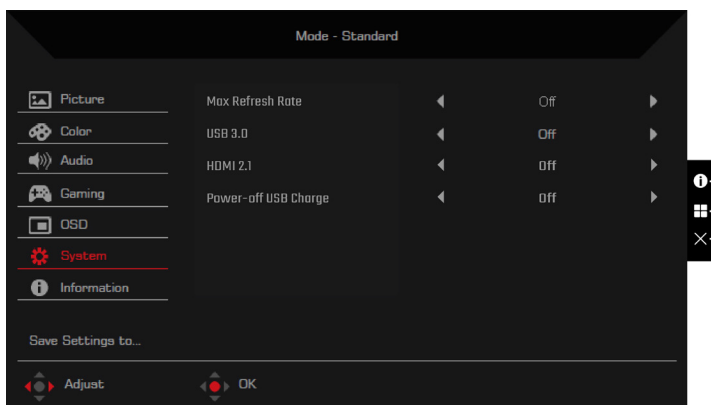 Mode - Standard
Picture
Max Refresh Rate Off
Color
USB 3.0 Off
Audio
HDMI 2.1 Off
Gaming
Power-off USB Charge Off
OSD
System
Information
Save Settings to...
Adjust OK